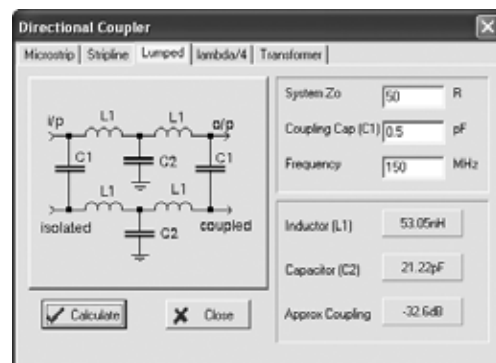 Directional Coupler
Microstrip Stripline Lumped lambda/4 Transformer
i/p L1 L1 o/p
C1 C2 C1
L1 L1
isolated C2 coupled
System Zo 50 R
Coupling Cap (C1) 0.5 pF
Frequency 150 MHz
Inductor (L1) 53.05nH
Capacitor (C2) 21.22pF
Approx Coupling -32.6dB
Calculate Close